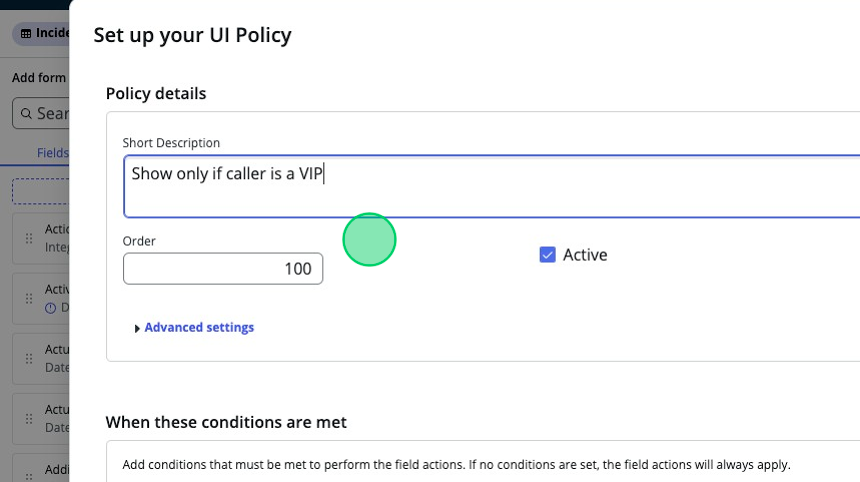 Incide
Set up your UI Policy
Add form
Policy details
Sear
Short Description
Fields
Show only if caller is a VIP
Order
Actio
Integ
100
Active
Activ
D
Advanced settings
Actu
Date
Actu
Date
When these conditions are met
Addi
Add conditions that must be met to perform the field actions. If no conditions are set, the field actions will always apply.